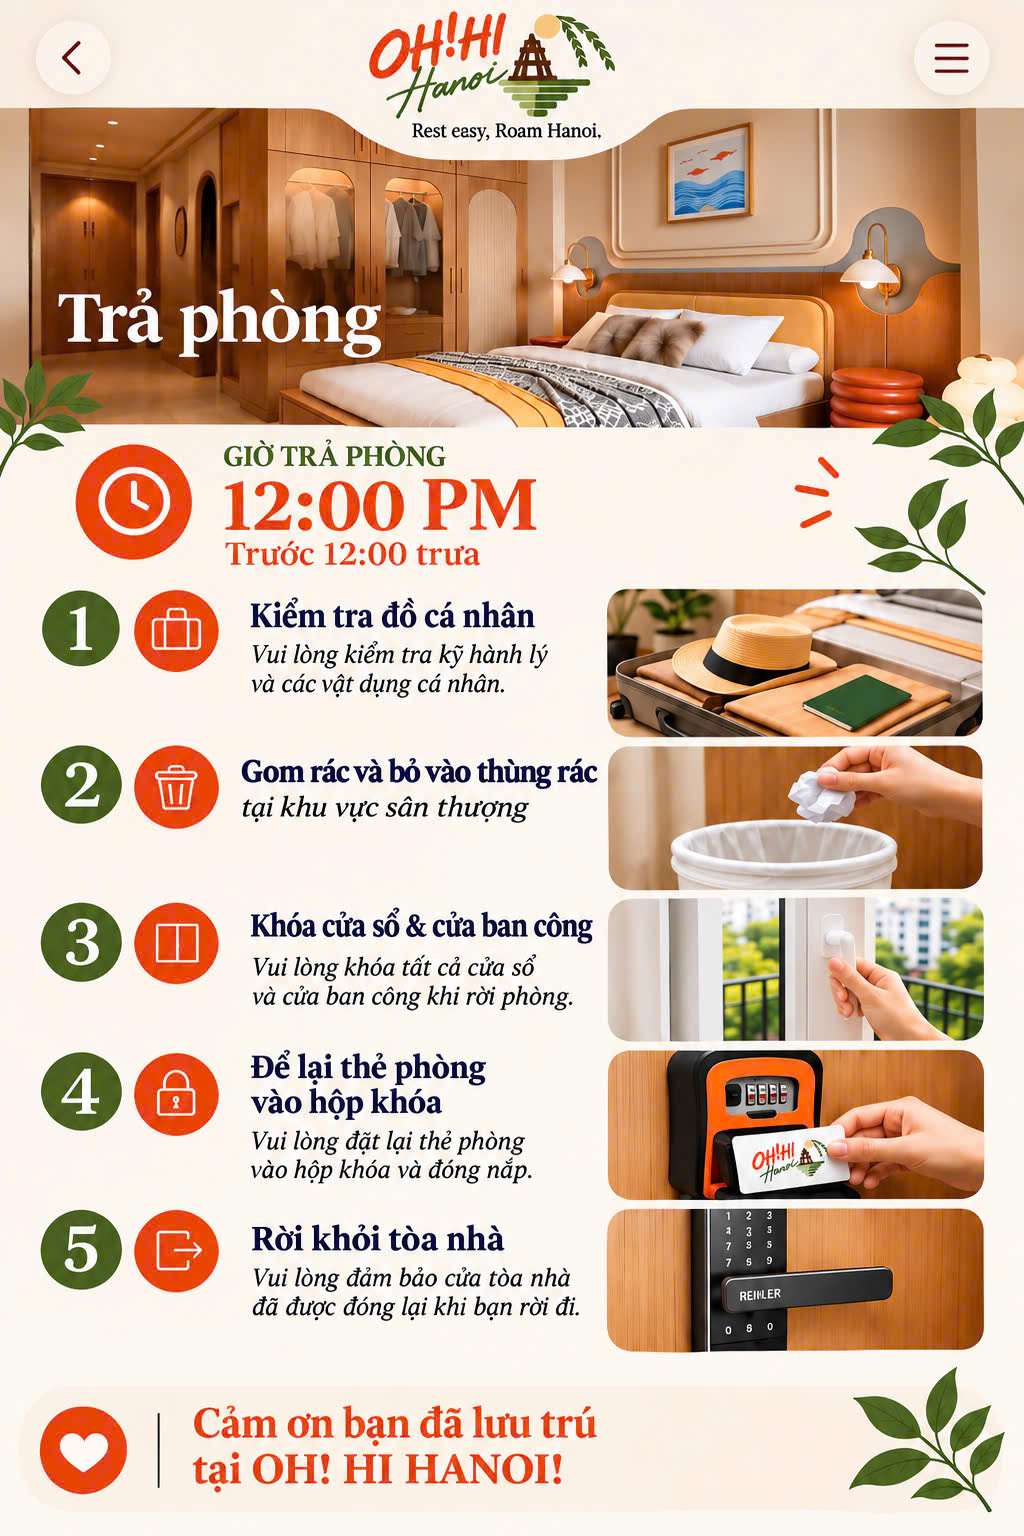 OH!HI
Hanoi
Rest easy, Roam Hanoi.
Trả phòng
GIỜ TRẢ PHÒNG
12:00 PM
Trước 12:00 trưa
1
Kiểm tra đồ cá nhân
Vui lòng kiểm tra kỹ hành lý
và các vật dụng cá nhân.
2
Gom rác và bỏ vào thùng rác
tại khu vực sân thượng
3
Khóa cửa sổ & cửa ban công
Vui lòng khóa tất cả cửa sổ
và cửa ban công khi rời phòng.
4
Để lại thẻ phòng
vào hộp khóa
Vui lòng đặt lại thẻ phòng
vào hộp khóa và đóng nắp.
OH!HI
Hanoi
5
Rời khỏi tòa nhà
Vui lòng đảm bảo cửa tòa nhà
đã được đóng lại khi bạn rời đi.
1 2 3
Cảm ơn bạn đã lưu trú
tại OH! HI HANOI!